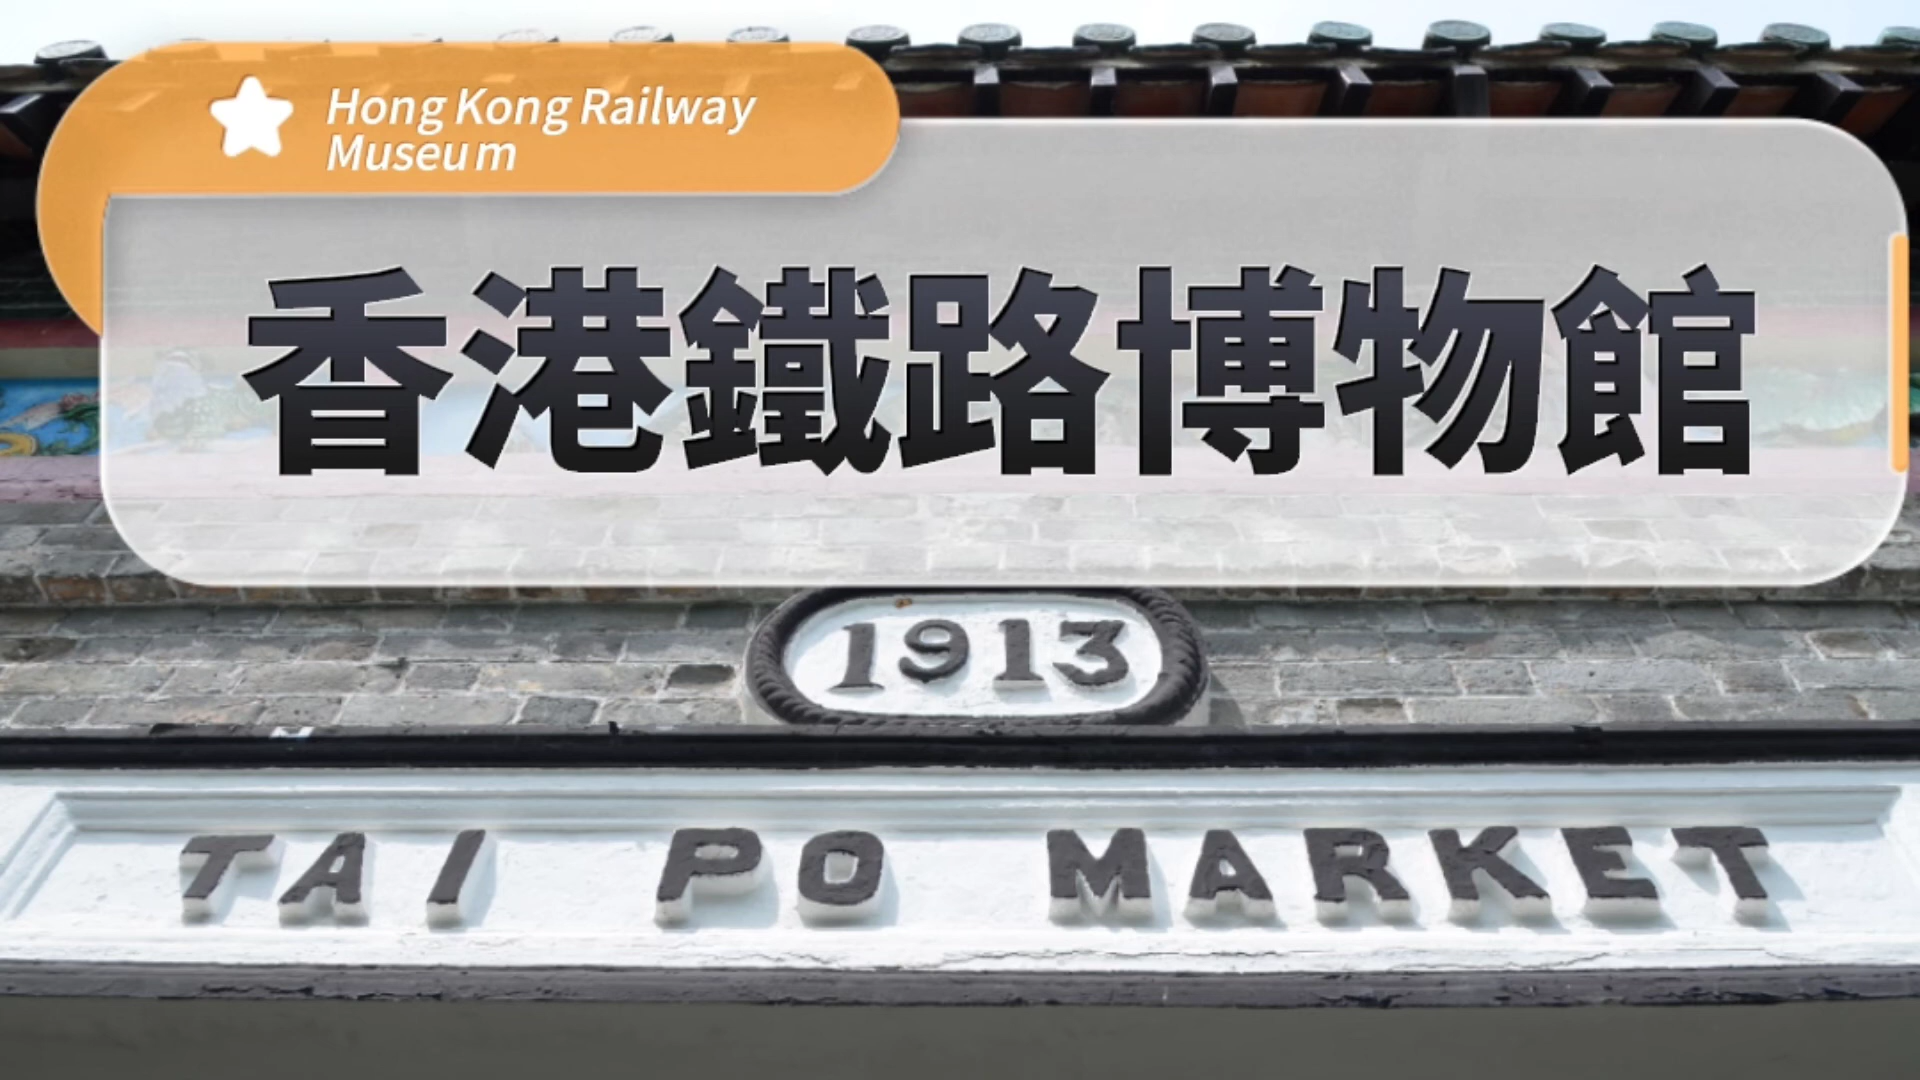 Hong Kong Railway
Museum
香港鐵路博物館
1913
TAI PO MARKET